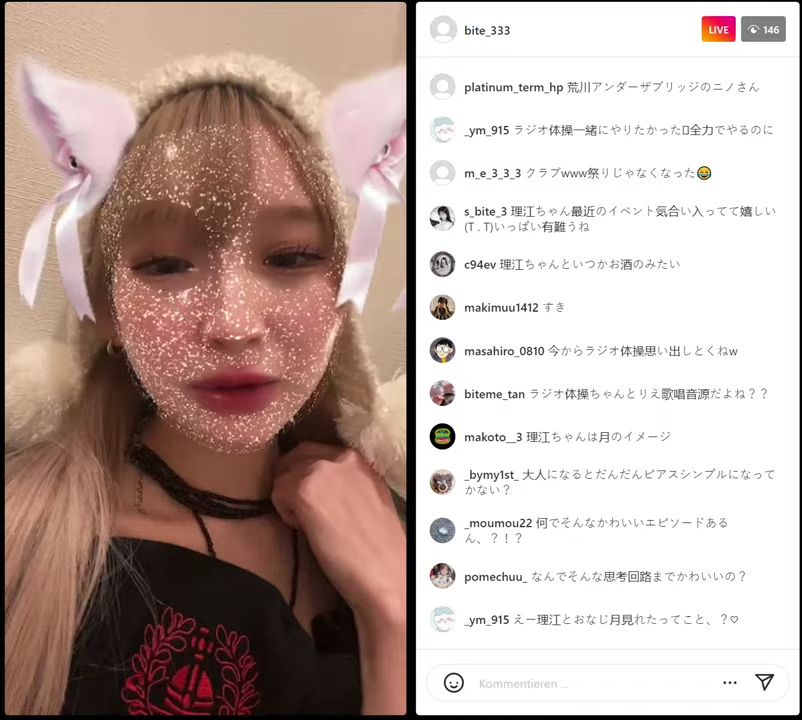 bite_333
LIVE
146
platinum_term_hp 荒川アンダーザブリッジのニノさん
_ym_915 ラジオ体操一緒にやりたかった▯全力でやるのに
m_e_3_3_3 クラブwww祭りじゃなくなった😂
s_bite_3 理江ちゃん最近のイベント気合い入ってて嬉しい
(T . T)いっぱい有難うね
c94ev 理江ちゃんといつかお酒のみたい
makimuu1412 すき
masahiro_0810 今からラジオ体操思い出しとくねw
biteme_tan ラジオ体操ちゃんとりえ歌唱音源だよね？？
makoto__3 理江ちゃんは月のイメージ
_bymy1st_ 大人になるとだんだんピアスシンプルになって
かない？
_moumou22 何でそんなかわいいエピソードある
ん、？！？
pomechuu_ なんでそんな思考回路までかわいいの？
_ym_915 えー理江とおなじ月見れたってこと、？♡
Kommentieren ...